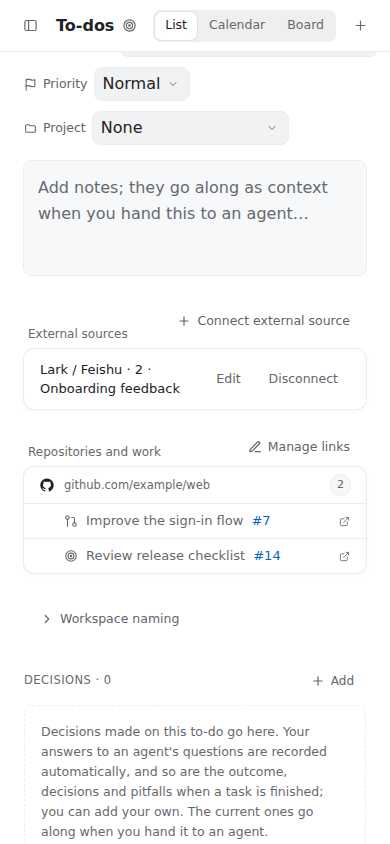 To-dos
List
Calendar
Board
Priority
Normal
Project
None
Add notes; they go along as context
when you hand this to an agent…
Connect external source
External sources
Lark / Feishu · 2 ·
Onboarding feedback
Edit
Disconnect
Manage links
Repositories and work
github.com/example/web
2
Improve the sign-in flow #7
Review release checklist #14
Workspace naming
DECISIONS · 0
Add
Decisions made on this to-do go here. Your
answers to an agent's questions are recorded
automatically, and so are the outcome,
decisions and pitfalls when a task is finished;
you can add your own. The current ones go
along when you hand it to an agent.